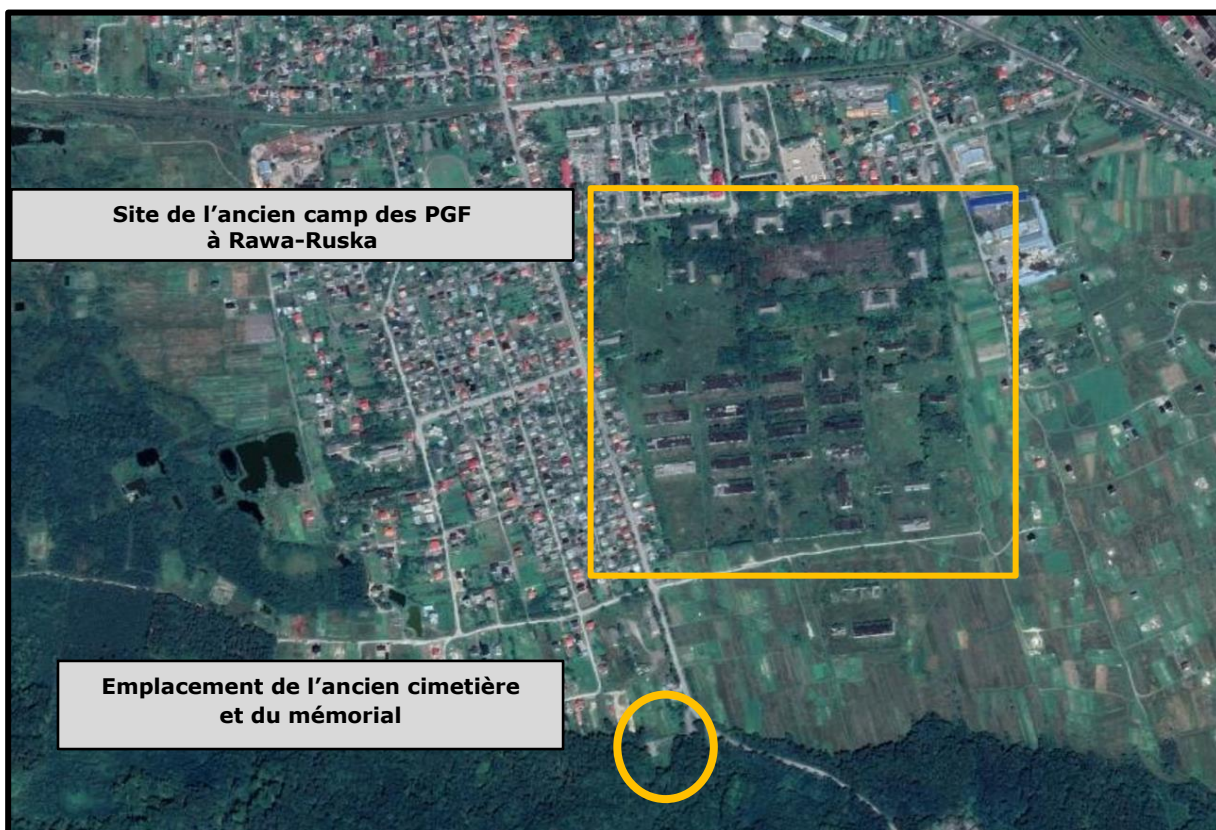 Site de l’ancien camp des PGF
à Rawa-Ruska
Emplacement de l’ancien cimetière
et du mémorial